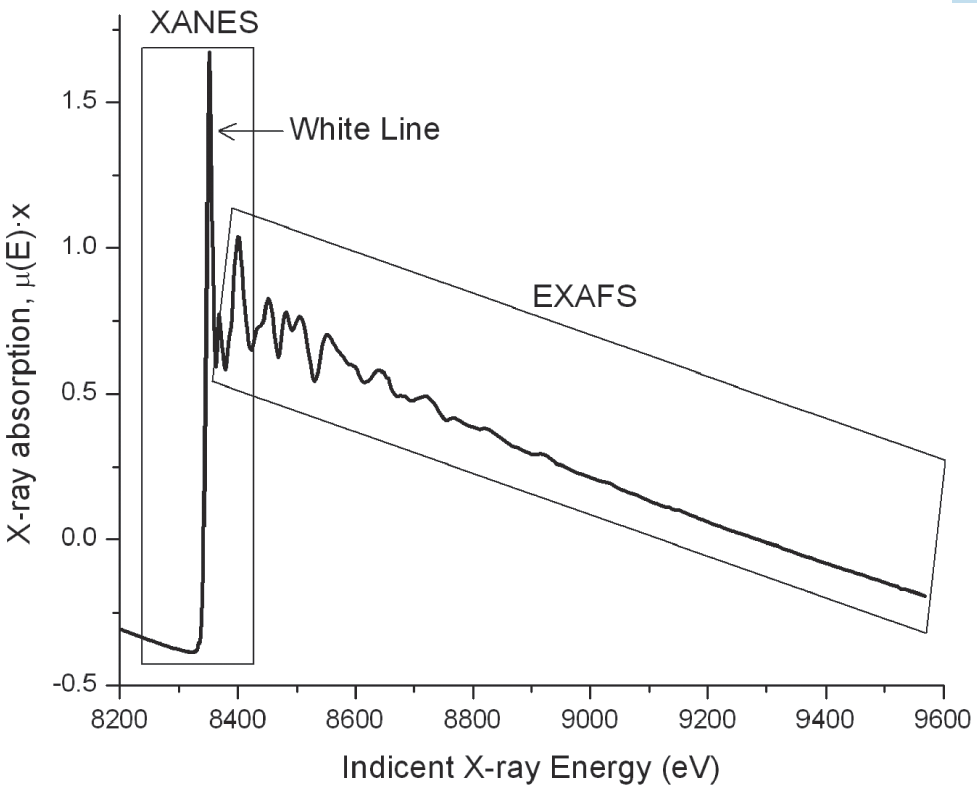 XANES
White Line
EXAFS
X-ray absorption, μ(E)·x
1.5
1.0
0.5
0.0
-0.5
8200 8400 8600 8800 9000 9200 9400 9600
Indicent X-ray Energy (eV)